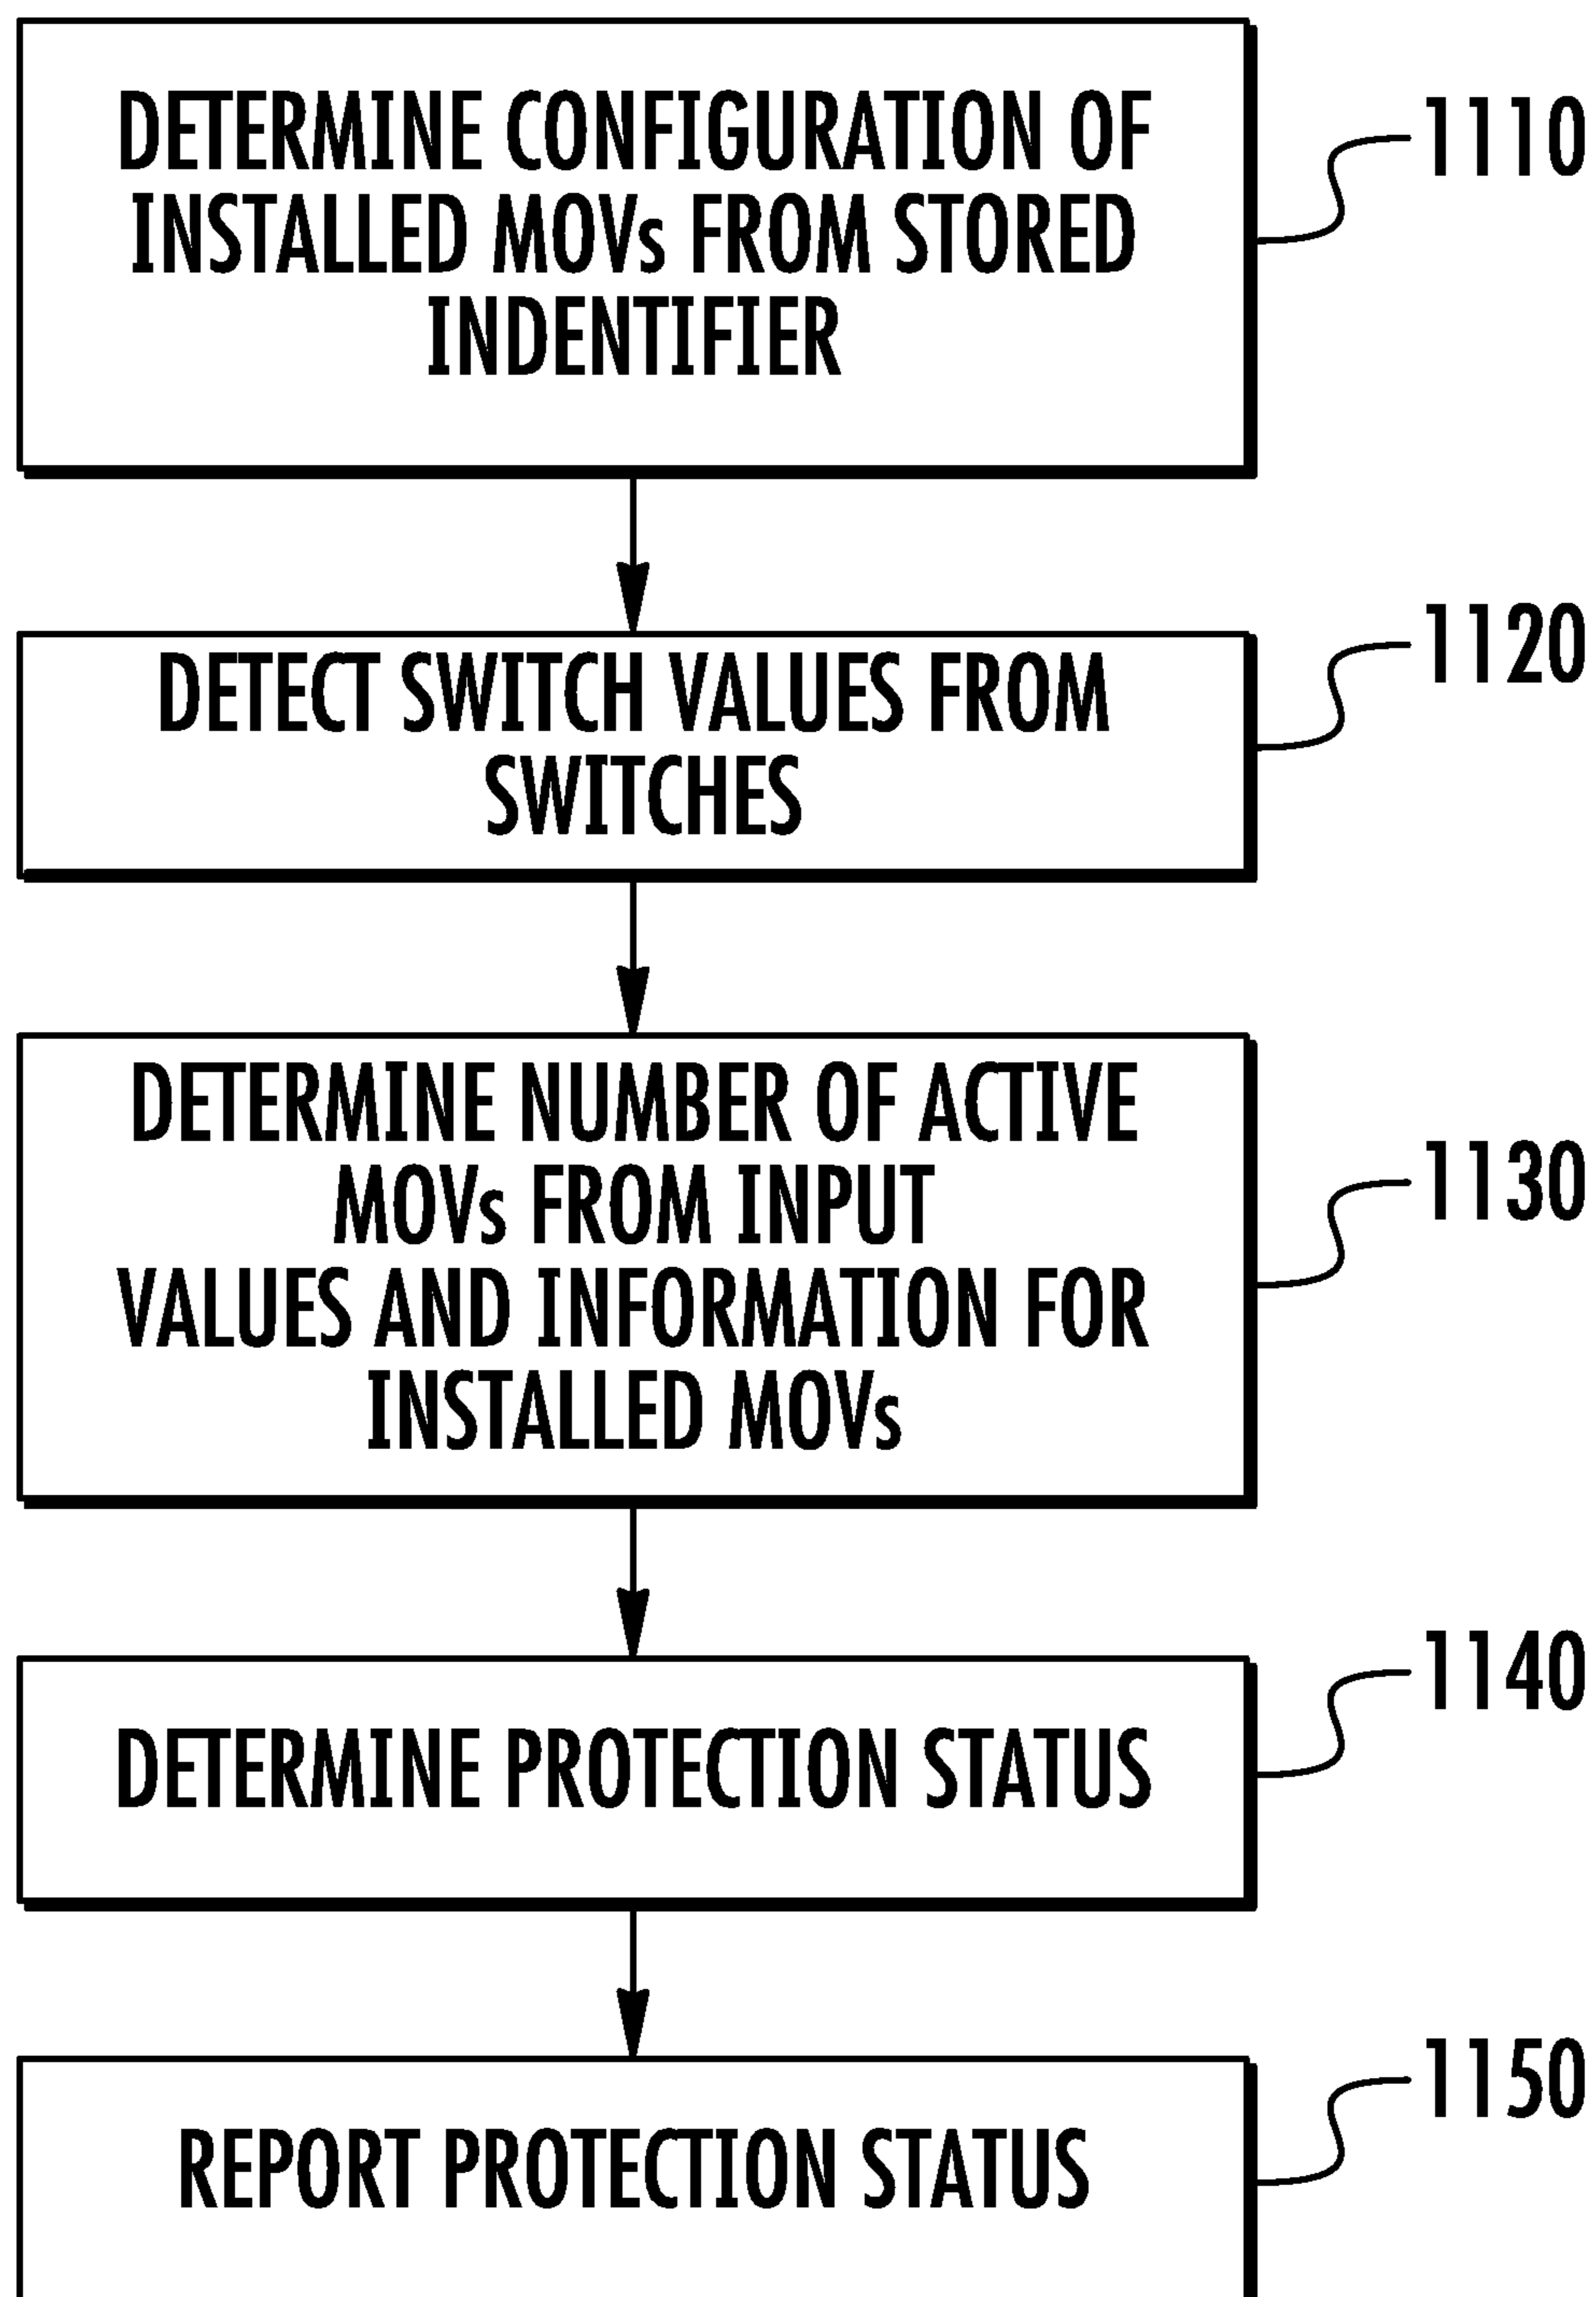 DETERMINE CONFIGURATION OF
INSTALLED MOVs FROM STORED
INDENTIFIER
1110
DETECT SWITCH VALUES FROM
SWITCHES
1120
DETERMINE NUMBER OF ACTIVE
MOVs FROM INPUT
VALUES AND INFORMATION FOR
INSTALLED MOVs
1130
DETERMINE PROTECTION STATUS
1140
REPORT PROTECTION STATUS
1150